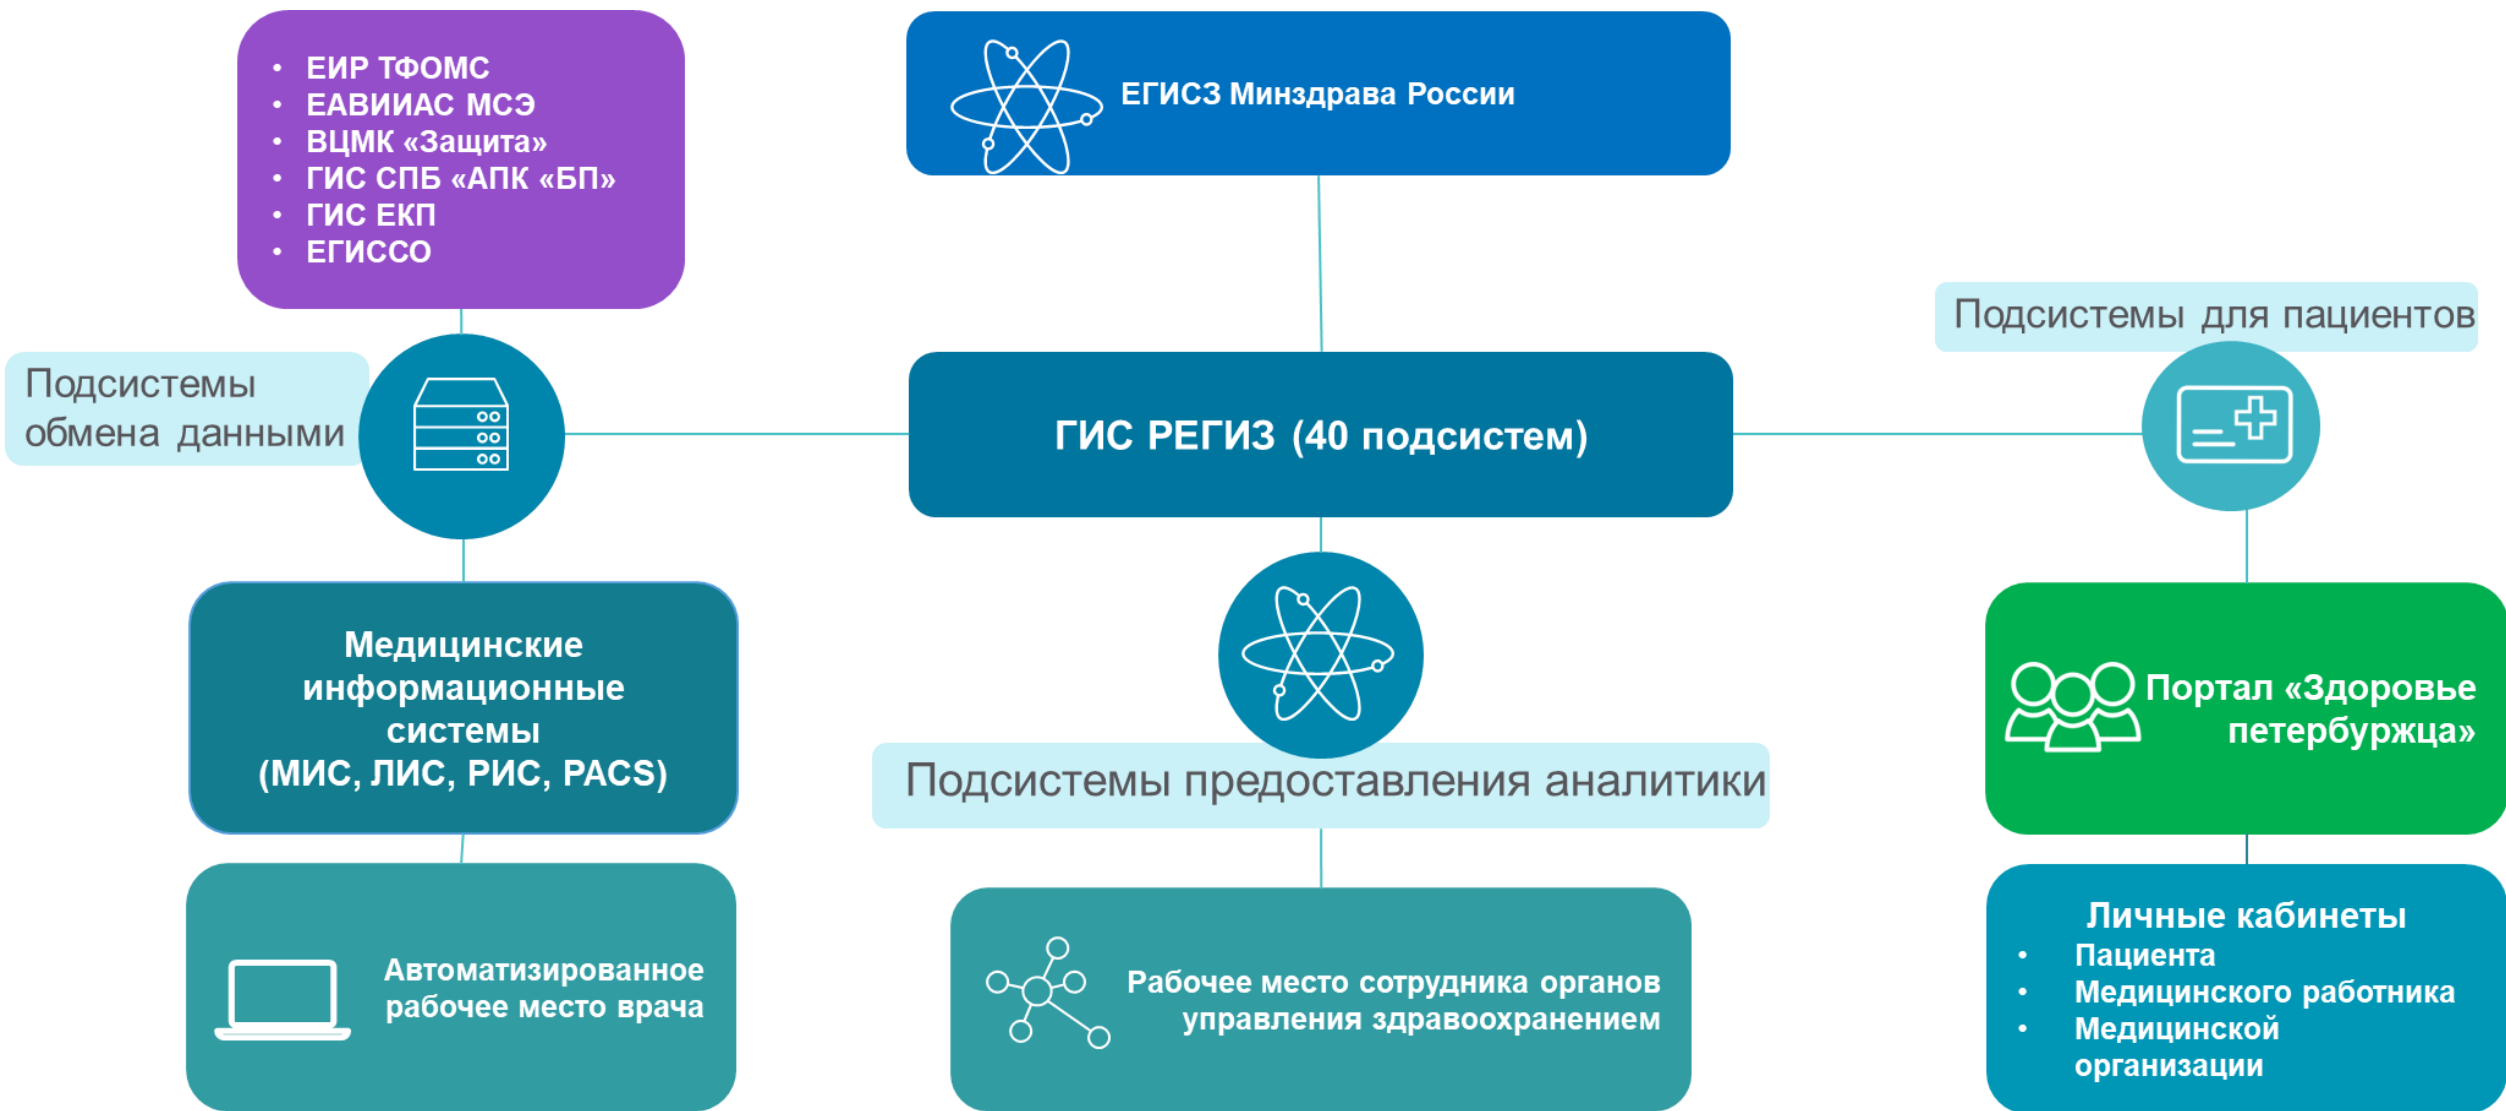 • ЕИР ТФОМС
• ЕАВИИАС МСЭ
• ВЦМК «Защита»
• ГИС СПБ «АПК «БП»
• ГИС ЕКП
• ЕГИССО
ЕГИСЗ Минздрава России
Подсистемы
обмена данными
ГИС РЕГИЗ (40 подсистем)
Подсистемы для пациентов
Медицинские
информационные
системы
(МИС, ЛИС, РИС, PACS)
Автоматизированное
рабочее место врача
Подсистемы предоставления аналитики
Рабочее место сотрудника органов
управления здравоохранением
Портал «Здоровье
петербуржца»
Личные кабинеты
• Пациента
• Медицинского работника
• Медицинской
организации